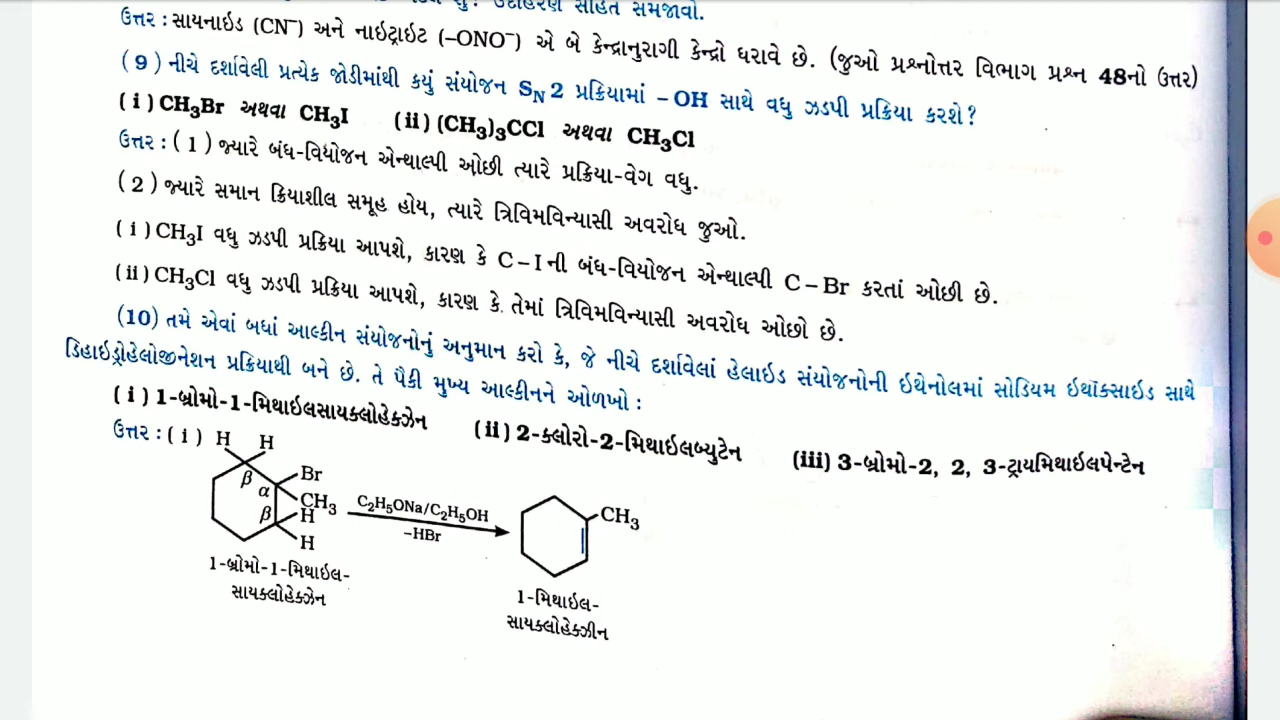 ઉદાહરણ સહિત સમજાવો.
ઉત્તર : સાયનાઇડ (CN⁻) અને નાઇટ્રાઇટ (–ONO⁻) એ બે કેન્દ્રાનુરાગી કેન્દ્રો ધરાવે છે. (જુઓ પ્રશ્નોત્તર વિભાગ પ્રશ્ન 48નો ઉત્તર)
(9) નીચે દર્શાવેલી પ્રત્યેક જોડીમાંથી કયું સંયોજન SN2 પ્રક્રિયામાં –OH સાથે વધુ ઝડપી પ્રક્રિયા કરશે?
(i) CH₃Br અથવા CH₃I (ii) (CH₃)₃CCl અથવા CH₃Cl
ઉત્તર : (1) જ્યારે બંધ-વિયોજન એન્થાલ્પી ઓછી ત્યારે પ્રક્રિયા-વેગ વધુ.
(2) જ્યારે સમાન ક્રિયાશીલ સમૂહ હોય, ત્યારે ત્રિવિમવિન્યાસી અવરોધ જુઓ.
(i) CH₃I વધુ ઝડપી પ્રક્રિયા આપશે, કારણ કે C–Iની બંધ-વિયોજન એન્થાલ્પી C–Br કરતાં ઓછી છે.
(ii) CH₃Cl વધુ ઝડપી પ્રક્રિયા આપશે, કારણ કે તેમાં ત્રિવિમવિન્યાસી અવરોધ ઓછો છે.
(10) તમે એવાં બધાં આલ્કીન સંયોજનોનું અનુમાન કરો કે, જે નીચે દર્શાવેલાં હેલાઇડ સંયોજનોની ઇથેનોલમાં સોડિયમ ઇથૉક્સાઇડ સાથે
ડિહાઇડ્રોહેલોજીનેશન પ્રક્રિયાથી બને છે. તે પૈકી મુખ્ય આલ્કીનને ઓળખો :
(i) 1-બ્રોમો-1-મિથાઇલસાયક્લોહેક્ઝેન (ii) 2-ક્લોરો-2-મિથાઇલબ્યુટેન (iii) 3-બ્રોમો-2, 2, 3-ટ્રાયમિથાઇલપેન્ટેન
ઉત્તર : (i) H H
β α Br
CH₃
β H
H
C₂H₅ONa/C₂H₅OH
–HBr
CH₃
1-બ્રોમો-1-મિથાઇલ-
સાયક્લોહેક્ઝેન
1-મિથાઇલ-
સાયક્લોહેક્ઝીન